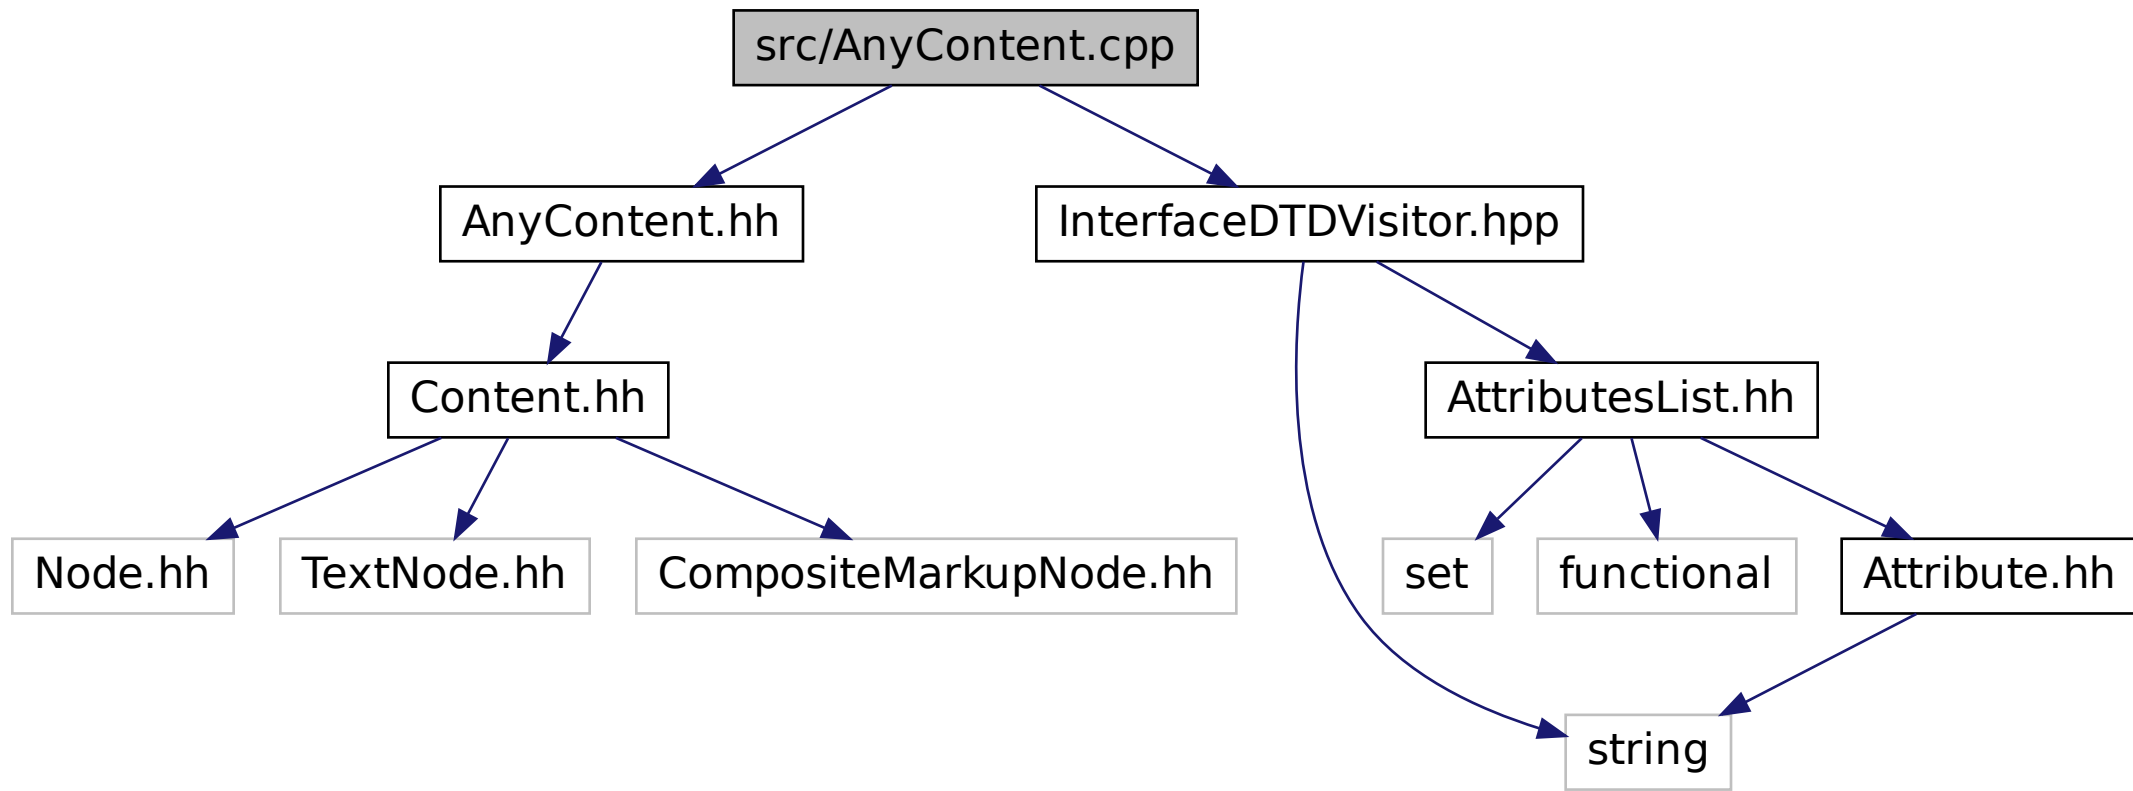 src/AnyContent.cpp
AnyContent.hh
InterfaceDTDVisitor.hpp
Content.hh
AttributesList.hh
Node.hh
TextNode.hh
CompositeMarkupNode.hh
set
functional
Attribute.hh
string